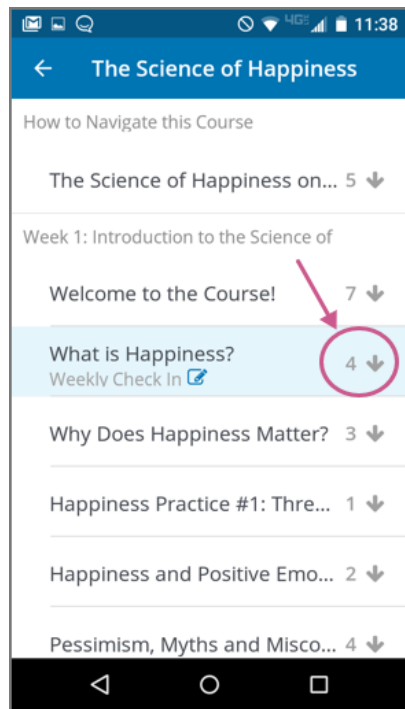 4G 11:38
The Science of Happiness
How to Navigate this Course
The Science of Happiness on... 5
Week 1: Introduction to the Science of
Welcome to the Course! 7
What is Happiness? 4
Weekly Check In
Why Does Happiness Matter? 3
Happiness Practice #1: Thre... 1
Happiness and Positive Emo... 2
Pessimism, Myths and Misco... 4